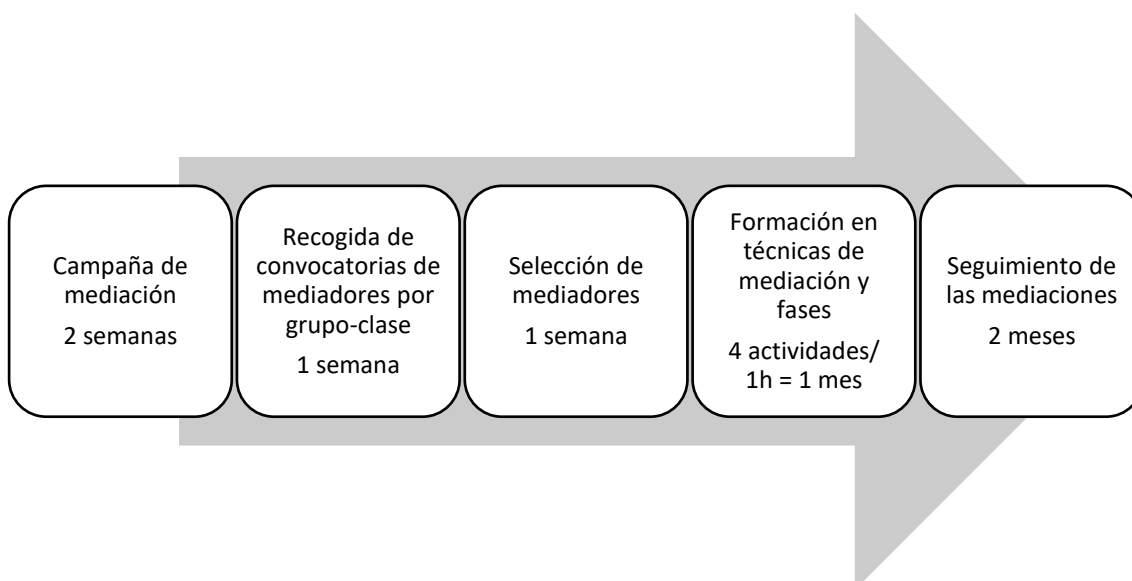 Campaña de
mediación
2 semanas
Recogida de
convocatorias de
mediadores por
grupo-clase
1 semana
Selección de
mediadores
1 semana
Formación en
técnicas de
mediación y
fases
4 actividades/
1h = 1 mes
Seguimiento de
las mediaciones
2 meses